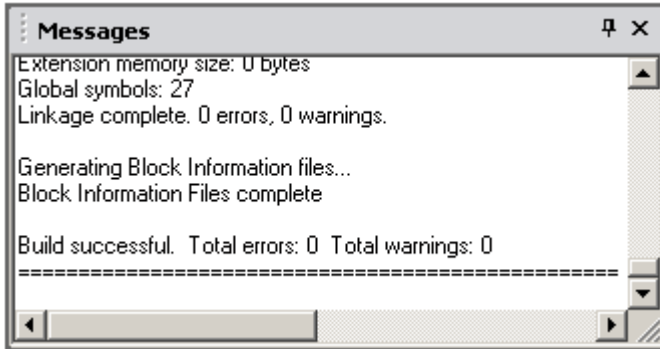 Messages
Extension memory size: 0 bytes
Global symbols: 27
Linkage complete. 0 errors, 0 warnings.
Generating Block Information files...
Block Information Files complete
Build successful.  Total errors: 0  Total warnings: 0
==================================================